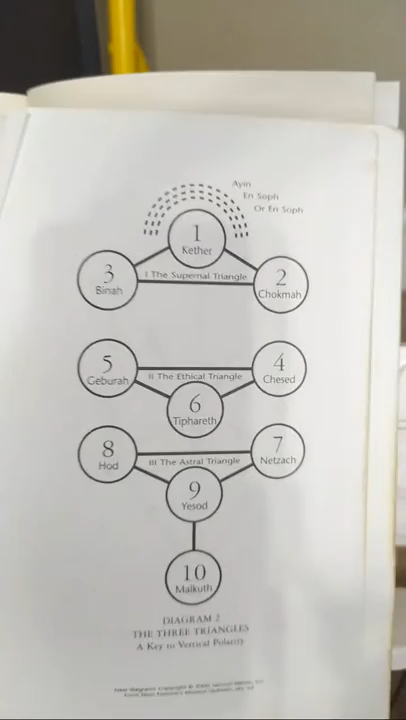 Ayin
En Soph
Or En Soph
1
Kether
3
Binah
I The Supernal Triangle
2
Chokmah
5
Geburah
II The Ethical Triangle
4
Chesed
6
Tiphareth
8
Hod
III The Astral Triangle
7
Netzach
9
Yesod
10
Malkuth
DIAGRAM 2
THE THREE TRIANGLES
A Key to Vertical Polarity